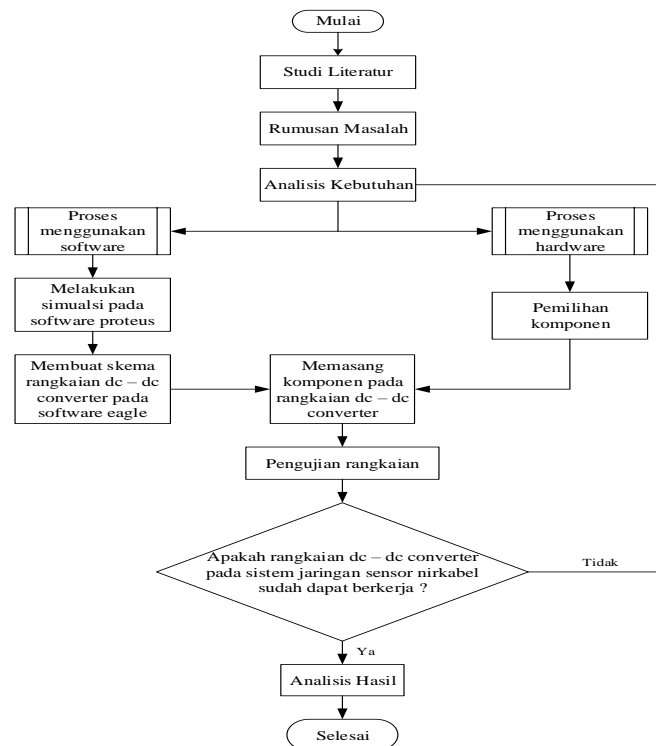 Mulai
Studi Literatur
Rumusan Masalah
Analisis Kebutuhan
Proses
menggunakan
software
Proses
menggunakan
hardware
Melakukan
simualsi pada
software proteus
Pemilihan
komponen
Membuat skema
rangkaian dc – dc
converter pada
software eagle
Memasang
komponen pada
rangkaian dc – dc
converter
Pengujian rangkaian
Apakah rangkaian dc – dc converter
pada sistem jaringan sensor nirkabel
sudah dapat berkerja ?
Tidak
Ya
Analisis Hasil
Selesai